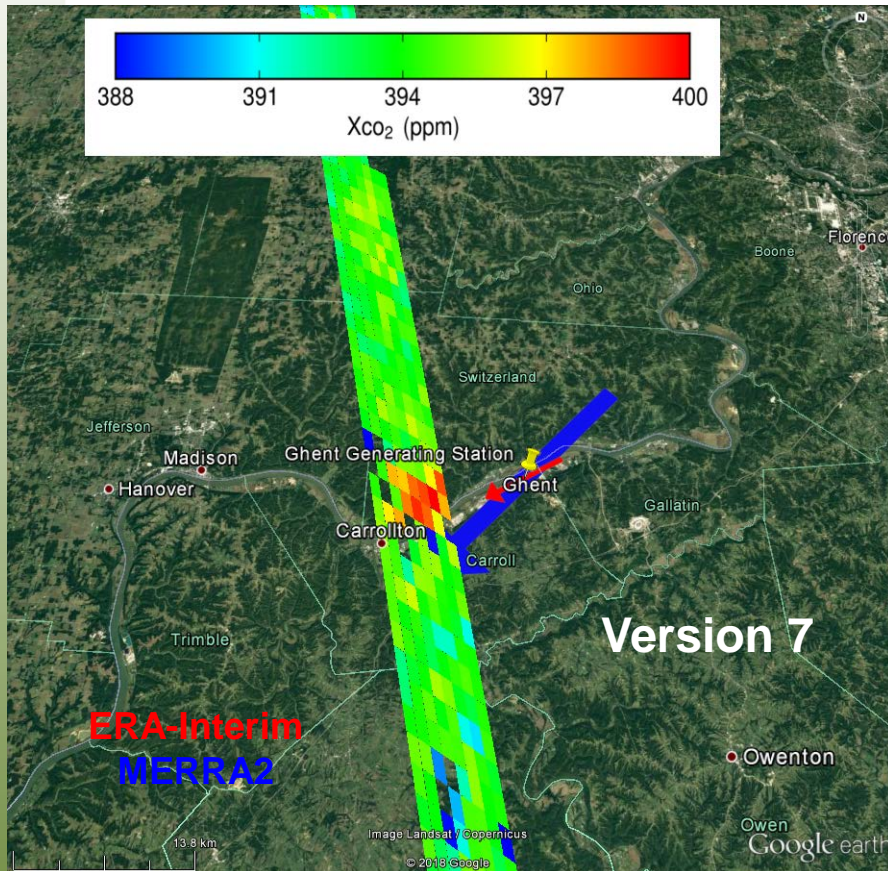 N
388 391 394 397 400
Xco₂ (ppm)
Florence
Boone
Ohio
Switzerland
Jefferson
Madison
Ghent Generating Station
Hanover
Ghent
Gallatin
Carrollton
Carroll
Trimble
Version 7
ERA-Interim
MERRA2
Owenton
Owen
Image Landsat / Copernicus
13.8 km
© 2018 Google
Google earth